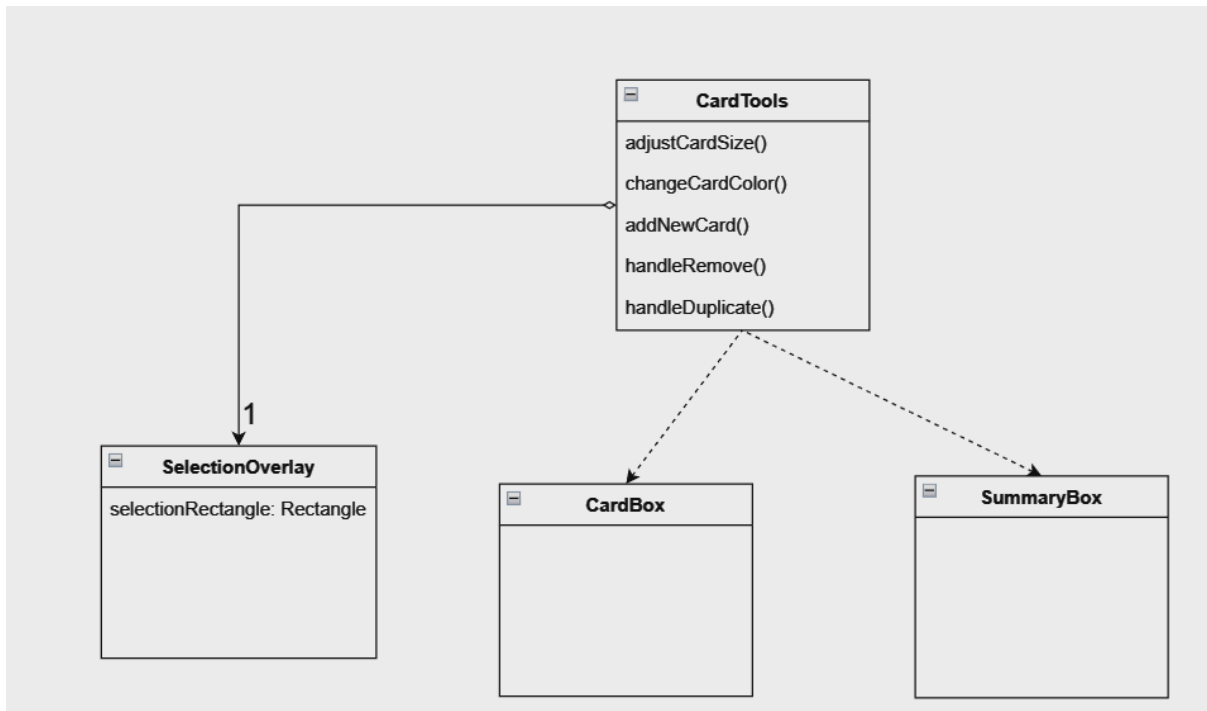 CardTools
adjustCardSize()
changeCardColor()
addNewCard()
handleRemove()
handleDuplicate()
1
SelectionOverlay
selectionRectangle: Rectangle
CardBox
SummaryBox